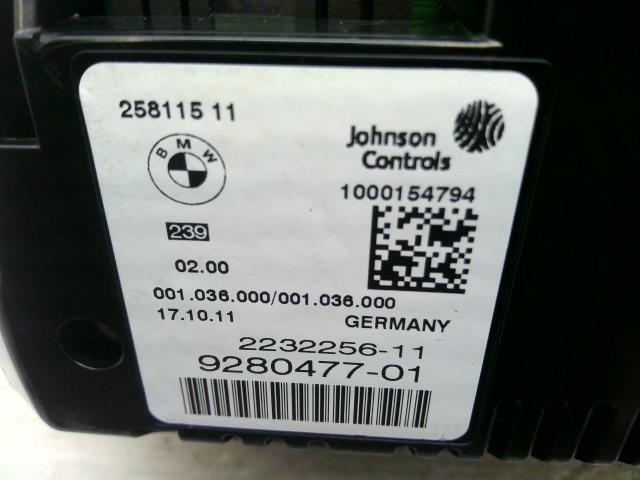 258115 11
BMW
Johnson
Controls
1000154794
239
02.00
001.036.000/001.036.000
17.10.11
GERMANY
2232256-11
9280477-01